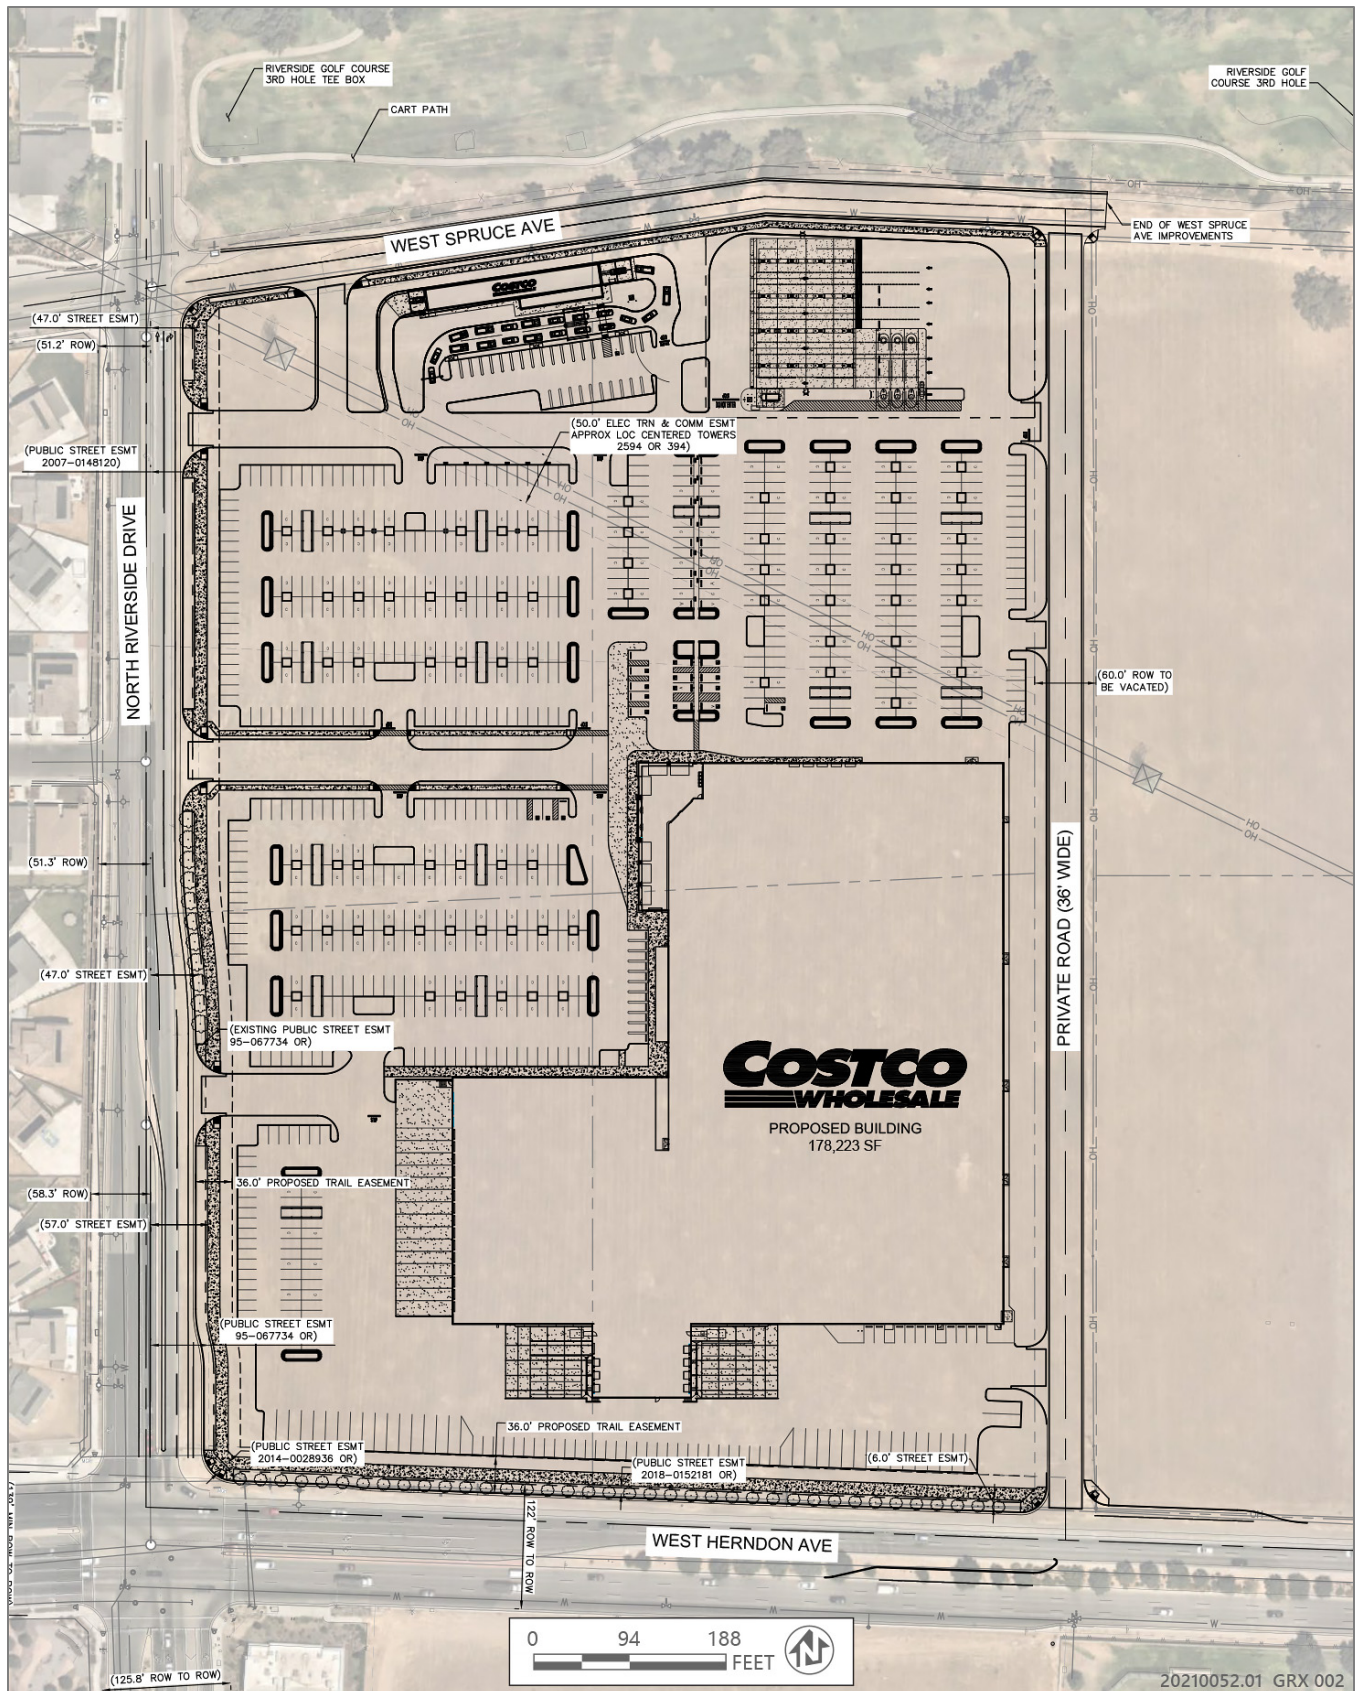 RIVERSIDE GOLF COURSE
3RD HOLE TEE BOX
CART PATH
RIVERSIDE GOLF
COURSE 3RD HOLE
WEST SPRUCE AVE
END OF WEST SPRUCE
AVE IMPROVEMENTS
COSTCO
(47.0' STREET ESMT)
(51.2' ROW)
(50.0' ELEC TRN & COMM ESMT
APPROX LOC CENTERED TOWERS
2594 OR 394)
(PUBLIC STREET ESMT
2007-0148120)
NORTH RIVERSIDE DRIVE
(60.0' ROW TO
BE VACATED)
(51.3' ROW)
PRIVATE ROAD (36' WIDE)
(47.0' STREET ESMT)
(EXISTING PUBLIC STREET ESMT
95-067734 OR)
COSTCO
WHOLESALE
PROPOSED BUILDING
178,223 SF
36.0' PROPOSED TRAIL EASEMENT
(58.3' ROW)
(57.0' STREET ESMT)
(PUBLIC STREET ESMT
95-067734 OR)
36.0' PROPOSED TRAIL EASEMENT
(PUBLIC STREET ESMT
2014-0028936 OR)
(PUBLIC STREET ESMT
2018-0152181 OR)
(6.0' STREET ESMT)
122' ROW TO ROW
WEST HERNDON AVE
0 94 188
FEET
N
(125.8' ROW TO ROW)
20210052.01 GRX 002